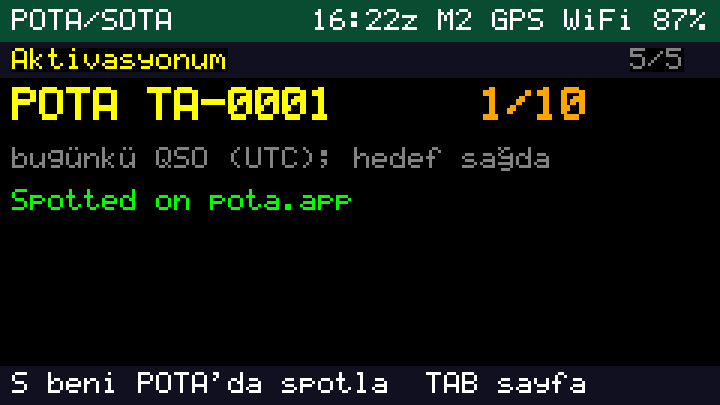 POTA/SOTA 16:22z M2 GPS WiFi 87%
Aktivasyonum 5/5
POTA TA-0001 1/10
bugünkü QSO (UTC); hedef sağda
Spotted on pota.app
S beni POTA'da spotla TAB sayfa